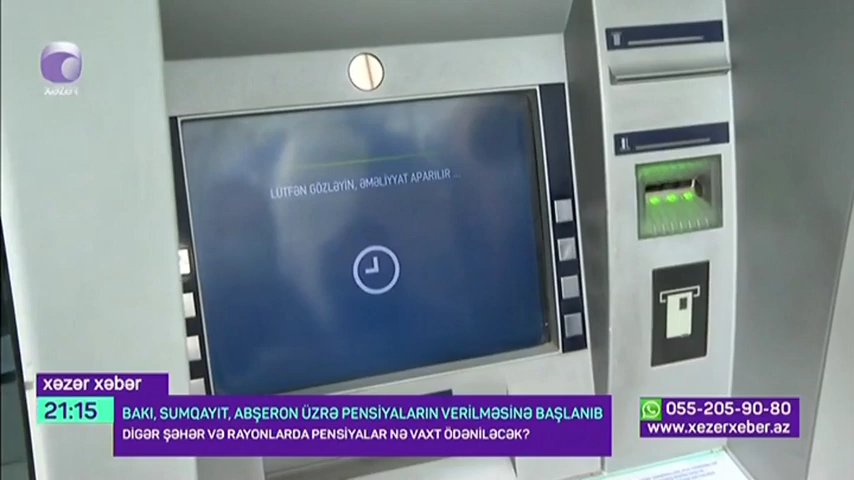 xəzər
LÜTFƏN GÖZLƏYİN, ƏMƏLİYYAT APARILIR ...
xəzər xəbər
21:15
BAKI, SUMQAYIT, ABŞERON ÜZRƏ PENSİYALARIN VERİLMƏSİNƏ BAŞLANIB
DİGƏR ŞƏHƏR VƏ RAYONLARDA PENSİYALAR NƏ VAXT ÖDƏNİLƏCƏK?
055-205-90-80
www.xezerxeber.az